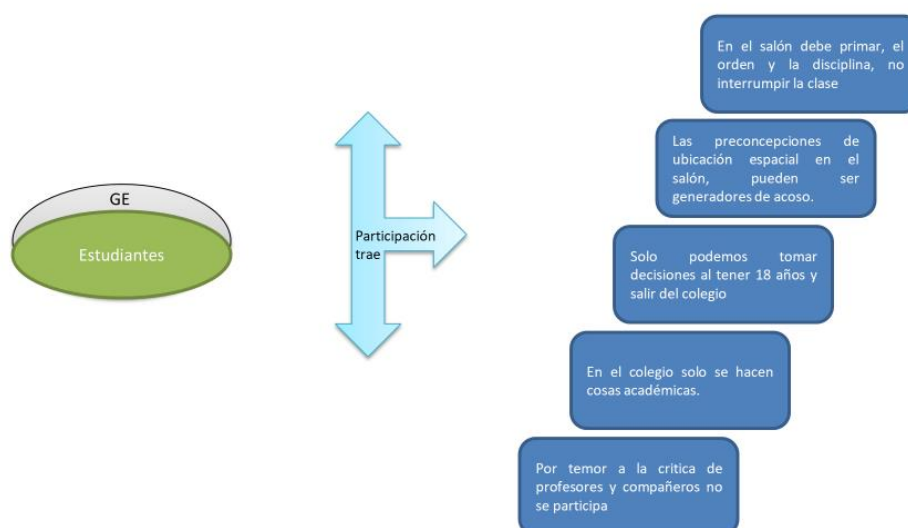 GE
Estudiantes
Participación
trae
En el salón debe primar, el
orden y la disciplina, no
interrumpir la clase
Las preconcepciones de
ubicación espacial en el
salón, pueden ser
generadores de acoso.
Solo podemos tomar
decisiones al tener 18 años y
salir del colegio
En el colegio solo se hacen
cosas académicas.
Por temor a la critica de
profesores y compañeros no
se participa